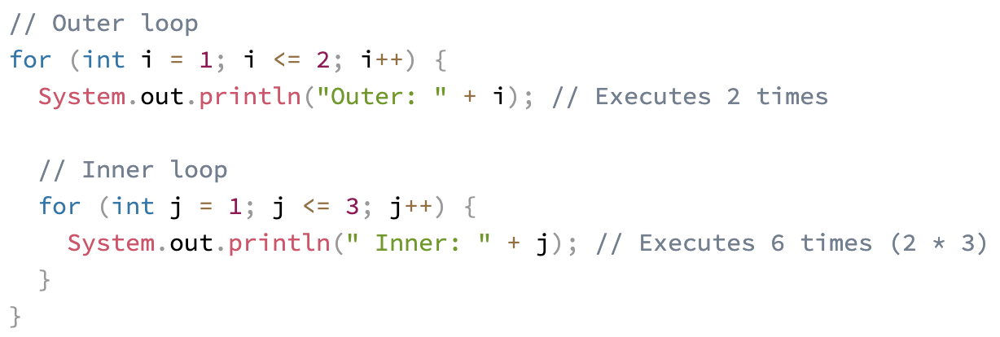 // Outer loop
for (int i = 1; i <= 2; i++) {
  System.out.println("Outer: " + i); // Executes 2 times

  // Inner loop
  for (int j = 1; j <= 3; j++) {
    System.out.println(" Inner: " + j); // Executes 6 times (2 * 3)
  }
}